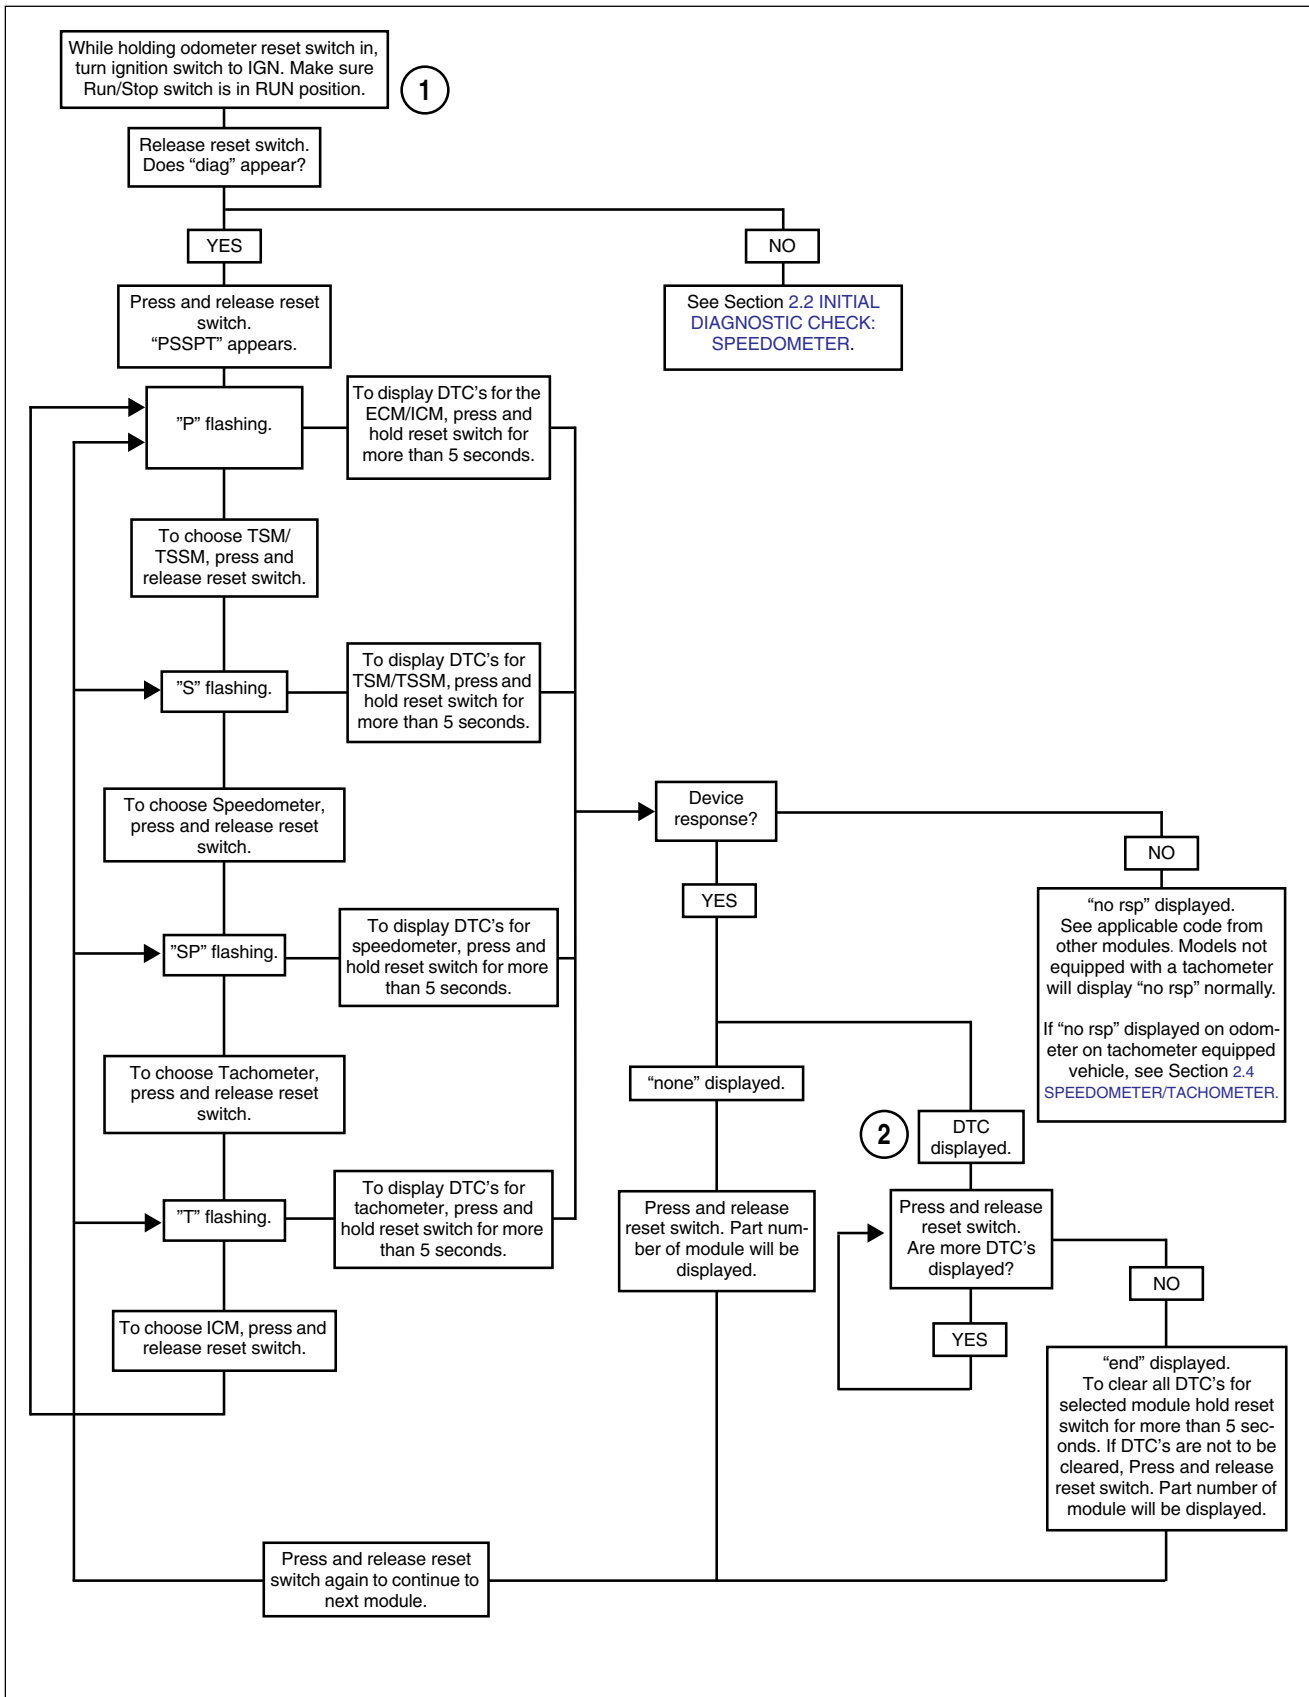 While holding odometer reset switch in,
turn ignition switch to IGN. Make sure
Run/Stop switch is in RUN position.
1
Release reset switch.
Does “diag” appear?
YES
NO
Press and release reset
switch.
“PSSPT” appears.
See Section 2.2 INITIAL
DIAGNOSTIC CHECK:
SPEEDOMETER.
”P” flashing.
To display DTC’s for the
ECM/ICM, press and
hold reset switch for
more than 5 seconds.
To choose TSM/
TSSM, press and
release reset switch.
”S” flashing.
To display DTC’s for
TSM/TSSM, press and
hold reset switch for
more than 5 seconds.
To choose Speedometer,
press and release reset
switch.
Device
response?
NO
YES
”SP” flashing.
To display DTC’s for
speedometer, press and
hold reset switch for more
than 5 seconds.
“no rsp” displayed.
See applicable code from
other modules. Models not
equipped with a tachometer
will display “no rsp” normally.
If “no rsp” displayed on odom-
eter on tachometer equipped
vehicle, see Section 2.4
SPEEDOMETER/TACHOMETER.
To choose Tachometer,
press and release reset
switch.
“none” displayed.
2
DTC
displayed.
”T” flashing.
To display DTC’s for
tachometer, press and
hold reset switch for more
than 5 seconds.
Press and release
reset switch. Part num-
ber of module will be
displayed.
Press and release
reset switch.
Are more DTC’s
displayed?
NO
YES
To choose ICM, press and
release reset switch.
“end” displayed.
To clear all DTC’s for
selected module hold reset
switch for more than 5 sec-
onds. If DTC’s are not to be
cleared, Press and release
reset switch. Part number of
module will be displayed.
Press and release reset
switch again to continue to
next module.